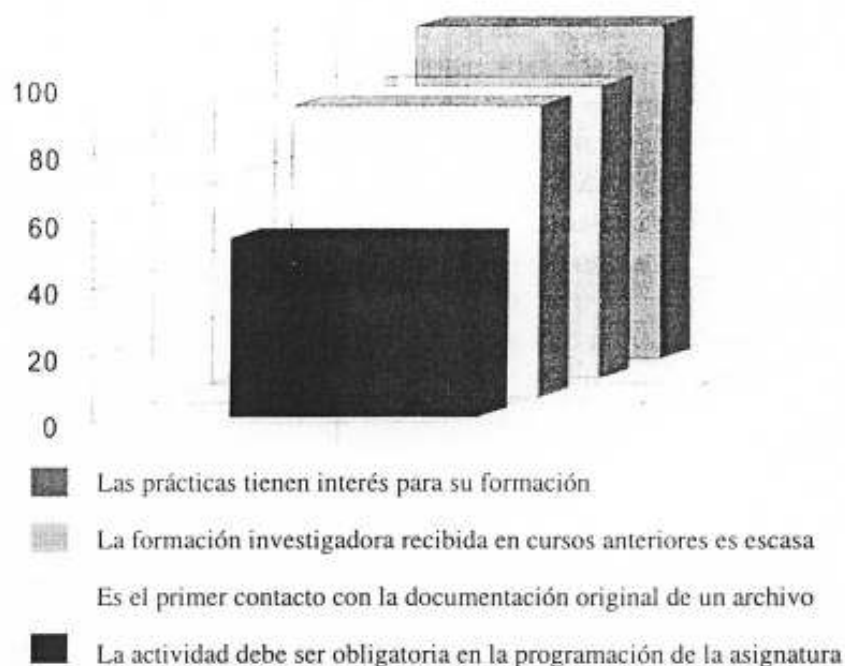 100
80
60
40
20
0
Las prácticas tienen interés para su formación
La formación investigadora recibida en cursos anteriores es escasa
Es el primer contacto con la documentación original de un archivo
La actividad debe ser obligatoria en la programación de la asignatura